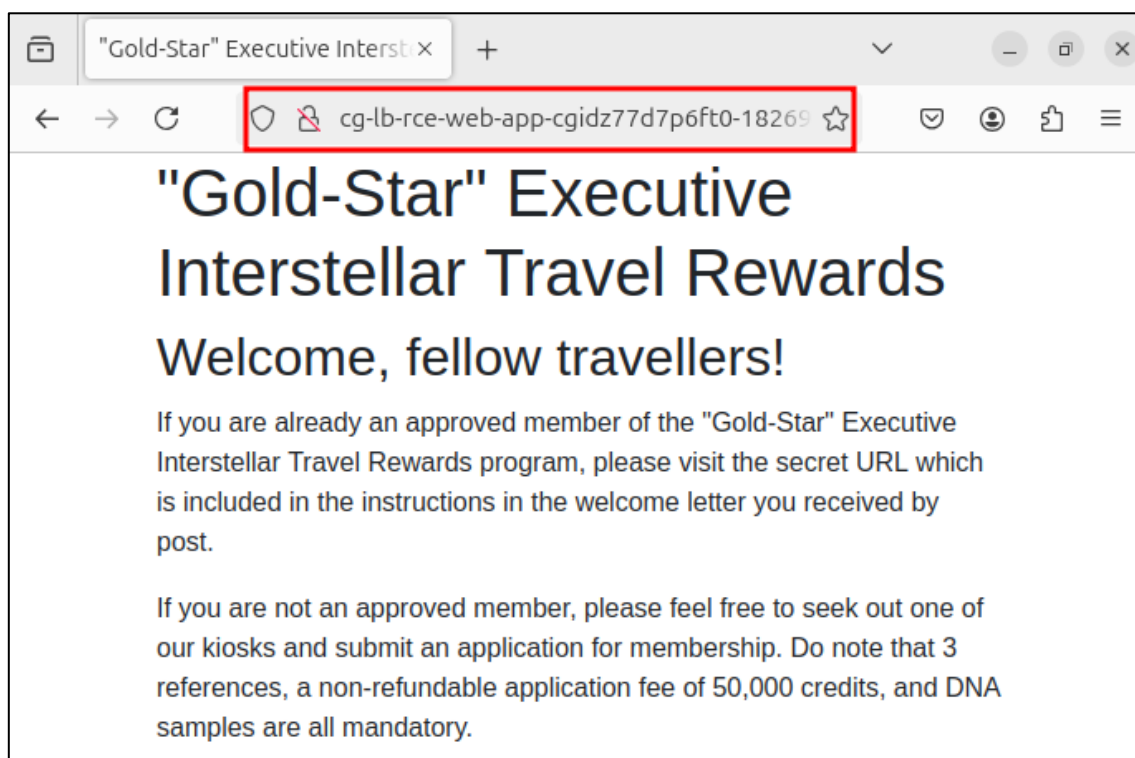 "Gold-Star" Executive Interst
cg-lb-rce-web-app-cgidz77d7p6ft0-18269
"Gold-Star" Executive
Interstellar Travel Rewards
Welcome, fellow travellers!
If you are already an approved member of the "Gold-Star" Executive
Interstellar Travel Rewards program, please visit the secret URL which
is included in the instructions in the welcome letter you received by
post.
If you are not an approved member, please feel free to seek out one of
our kiosks and submit an application for membership. Do note that 3
references, a non-refundable application fee of 50,000 credits, and DNA
samples are all mandatory.